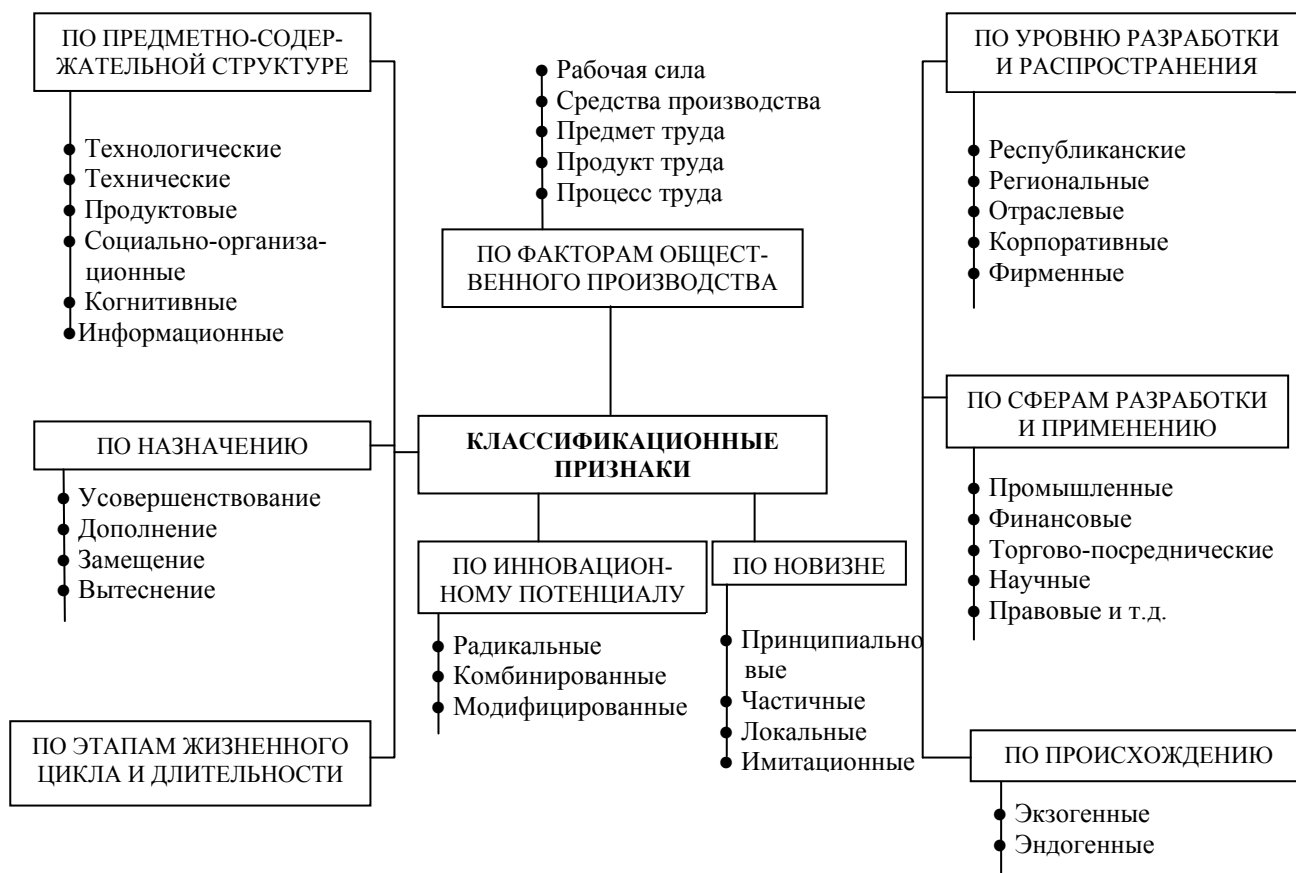 ПО ПРЕДМЕТНО-СОДЕР-
ЖАТЕЛЬНОЙ СТРУКТУРЕ
Технологические
Технические
Продуктовые
Социально-организа-
ционные
Когнитивные
Информационные
Рабочая сила
Средства производства
Предмет труда
Продукт труда
Процесс труда
ПО ФАКТОРАМ ОБЩЕСТ-
ВЕННОГО ПРОИЗВОДСТВА
ПО УРОВНЮ РАЗРАБОТКИ
И РАСПРОСТРАНЕНИЯ
Республиканские
Региональные
Отраслевые
Корпоративные
Фирменные
КЛАССИФИКАЦИОННЫЕ
ПРИЗНАКИ
ПО НАЗНАЧЕНИЮ
Усовершенствование
Дополнение
Замещение
Вытеснение
ПО ИННОВАЦИОН-
НОМУ ПОТЕНЦИАЛУ
Радикальные
Комбинированные
Модифицированные
ПО НОВИЗНЕ
Принципиально
вые
Частичные
Локальные
Имитационные
ПО СФЕРАМ РАЗРАБОТКИ
И ПРИМЕНЕНИЮ
Промышленные
Финансовые
Торгово-посреднические
Научные
Правовые и т.д.
ПО ЭТАПАМ ЖИЗНЕННОГО
ЦИКЛА И ДЛИТЕЛЬНОСТИ
ПО ПРОИСХОЖДЕНИЮ
Экзогенные
Эндогенные